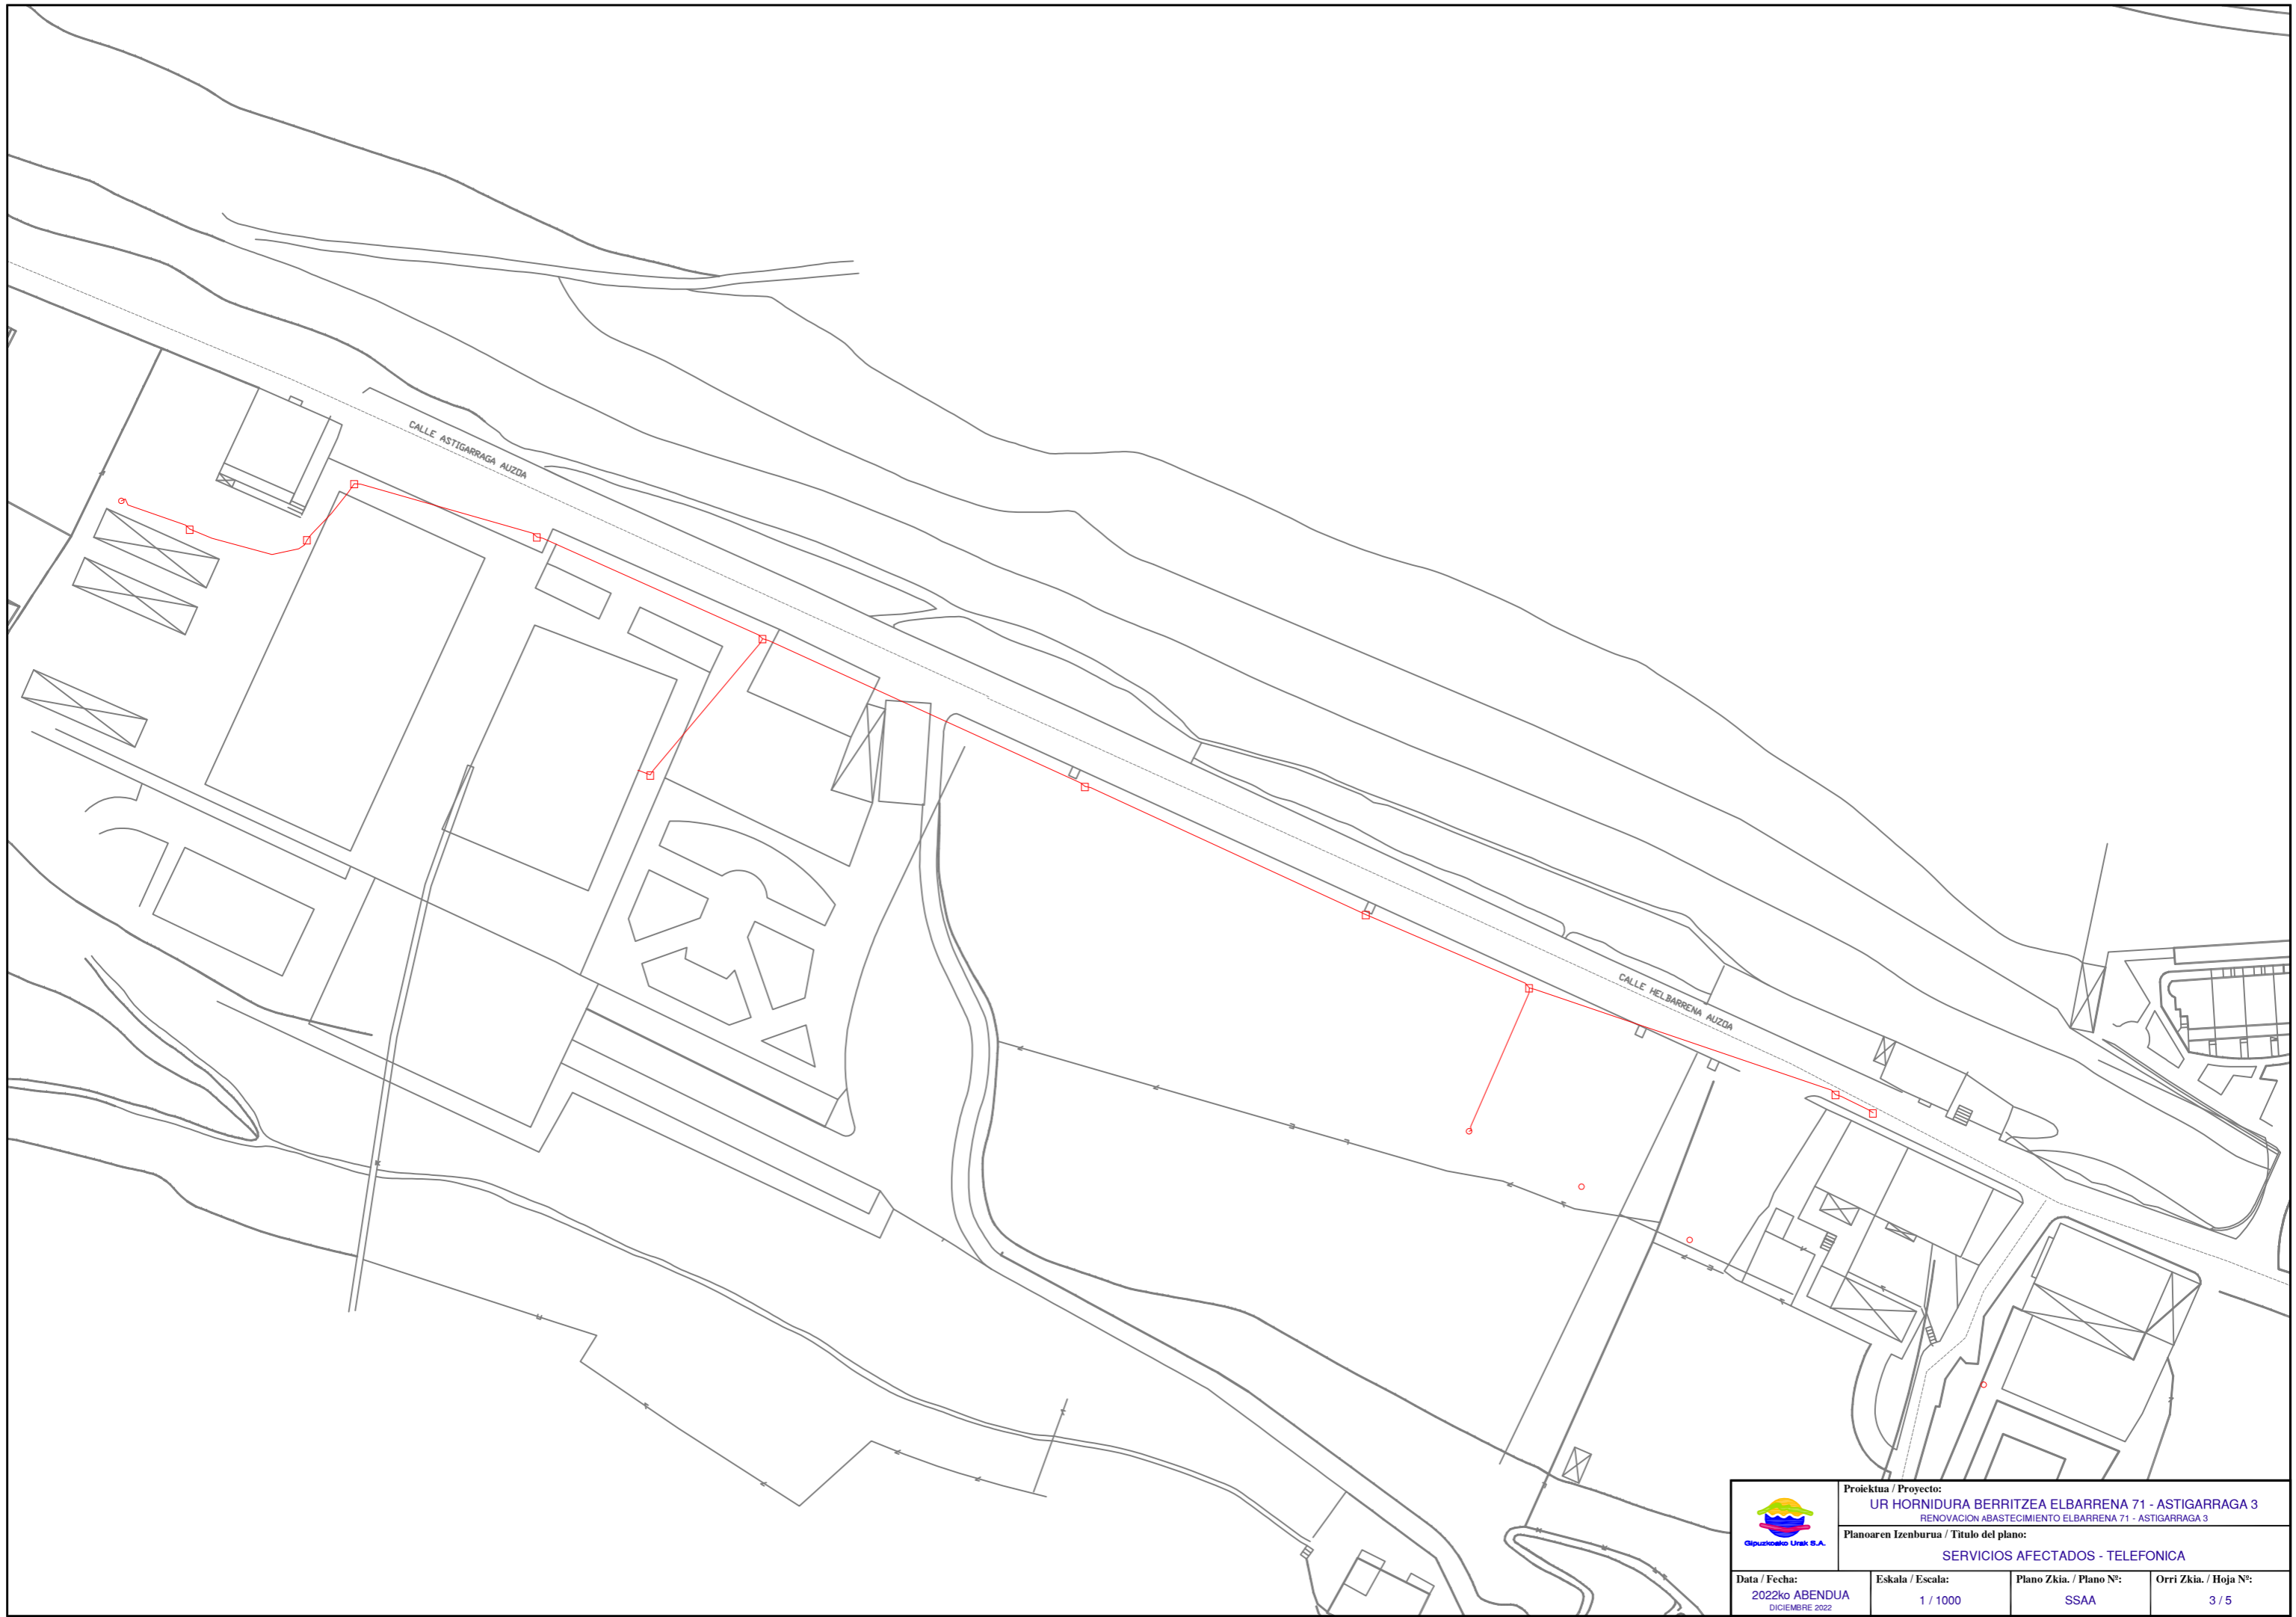 CALLE ASTIGARRAGA AUZOA
CALLE HELBARRENA AUZOA
Gipuzkoako Urak S.A.
Proiektua / Proyecto:
UR HORNIDURA BERRITZEA ELBARRENA 71 - ASTIGARRAGA 3
RENOVACION ABASTECIMIENTO ELBARRENA 71 - ASTIGARRAGA 3
Planoaren Izenburua / Titulo del plano:
SERVICIOS AFECTADOS - TELEFONICA
Data / Fecha:
2022ko ABENDUA
DICIEMBRE 2022
Eskala / Escala:
1 / 1000
Plano Zkia. / Plano Nº:
SSAA
Orri Zkia. / Hoja Nº:
3 / 5